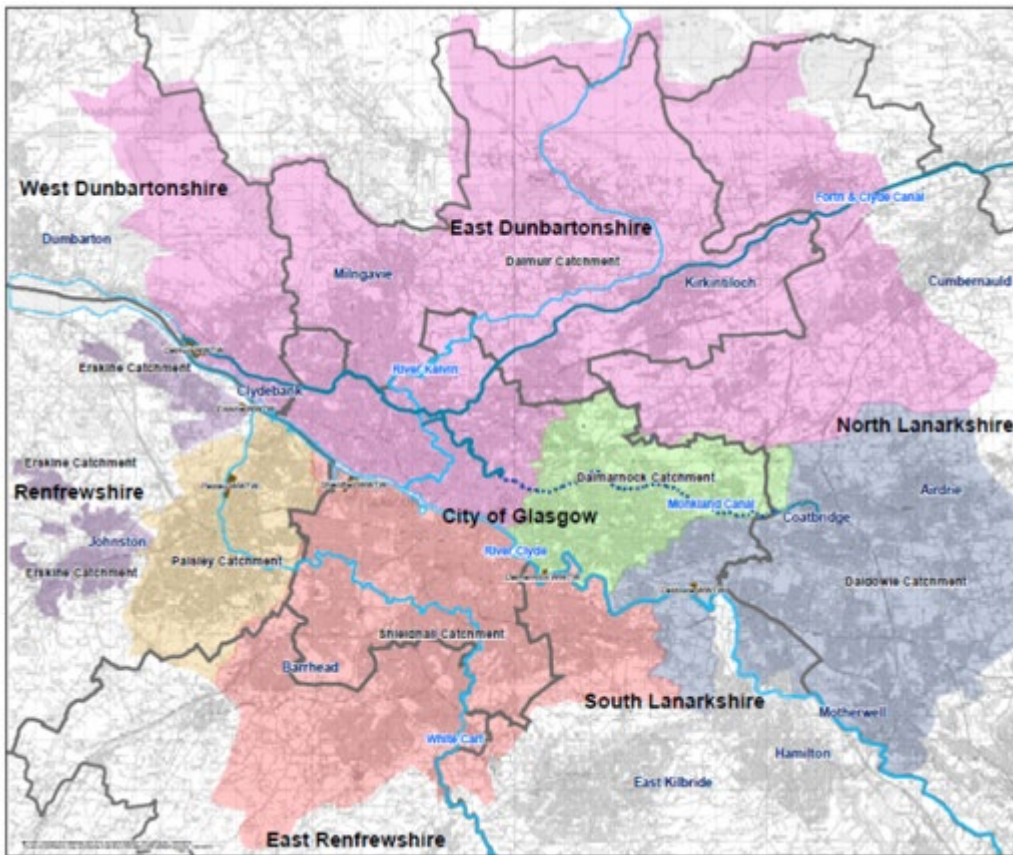 West Dunbartonshire
Forth & Clyde Canal
East Dunbartonshire
Dumbarton
Dalmuir Catchment
Milngavie
Kirkintiloch
Cumbernauld
Erskine Catchment
River Kelvin
Clydebank
North Lanarkshire
Erskine Catchment
Dalmarnock Catchment
Airdrie
Renfrewshire
Monkland Canal
City of Glasgow
Coatbridge
Johnston
River Clyde
Paisley Catchment
Erskine Catchment
Daldowie Catchment
Shieldhall Catchment
Barrhead
South Lanarkshire
Motherwell
White Cart
Hamilton
East Kilbride
East Renfrewshire